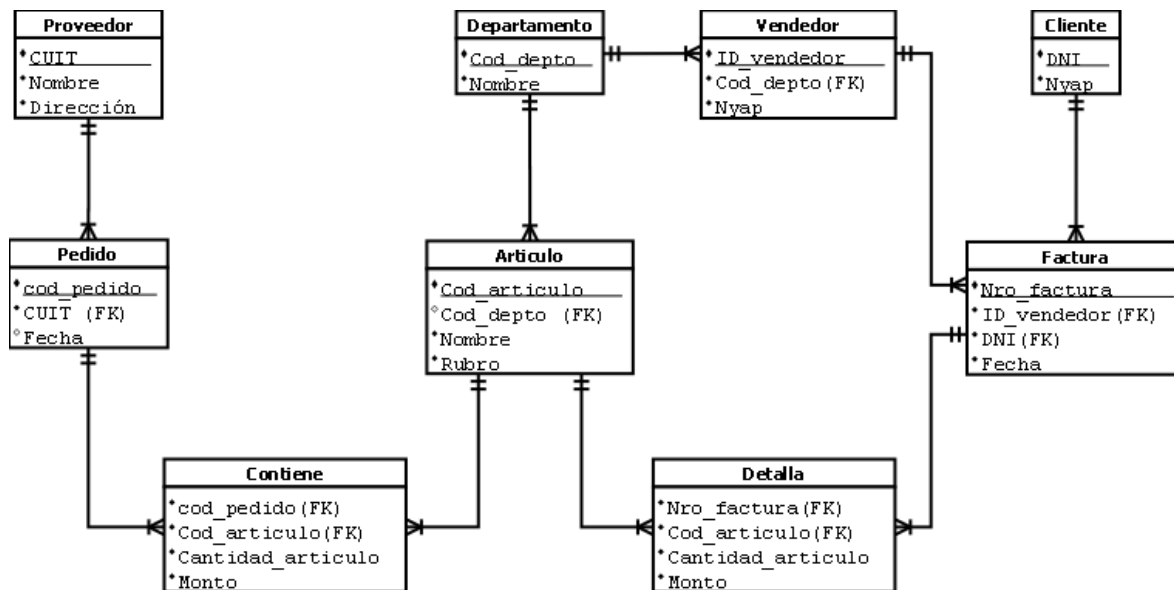 Proveedor
CUIT
Nombre
Dirección
Departamento
Cod_depto
Nombre
Vendedor
ID_vendedor
Cod_depto(FK)
Nyap
Cliente
DNI
Nyap
Pedido
cod_pedido
CUIT (FK)
Fecha
Articulo
Cod_articulo
Cod_depto (FK)
Nombre
Rubro
Factura
Nro_factura
ID_vendedor(FK)
DNI(FK)
Fecha
Contiene
cod_pedido(FK)
Cod_articulo(FK)
Cantidad_articulo
Monto
Detalla
Nro_factura(FK)
Cod_articulo(FK)
Cantidad_articulo
Monto